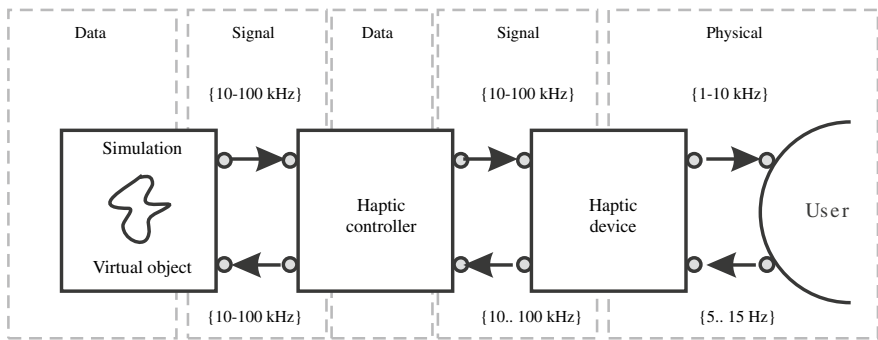 Data
Signal
Data
Signal
Physical
{10-100 kHz}
{10-100 kHz}
{1-10 kHz}
Simulation
Virtual object
Haptic
controller
Haptic
device
User
{10-100 kHz}
{10.. 100 kHz}
{5.. 15 Hz}